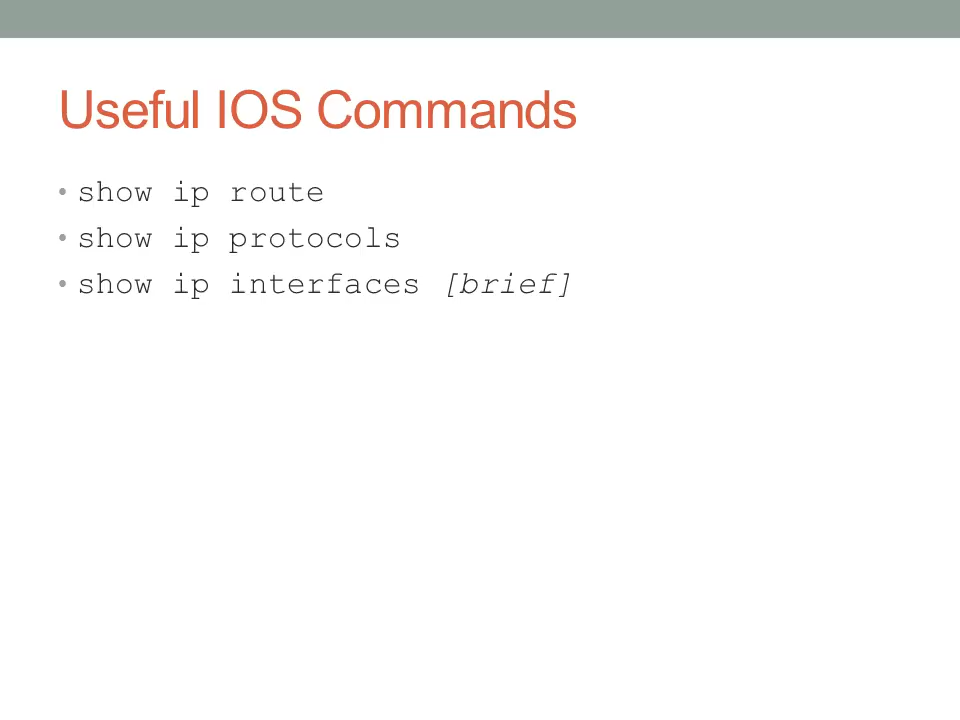 Useful IOS Commands
• show ip route
• show ip protocols
• show ip interfaces [brief]